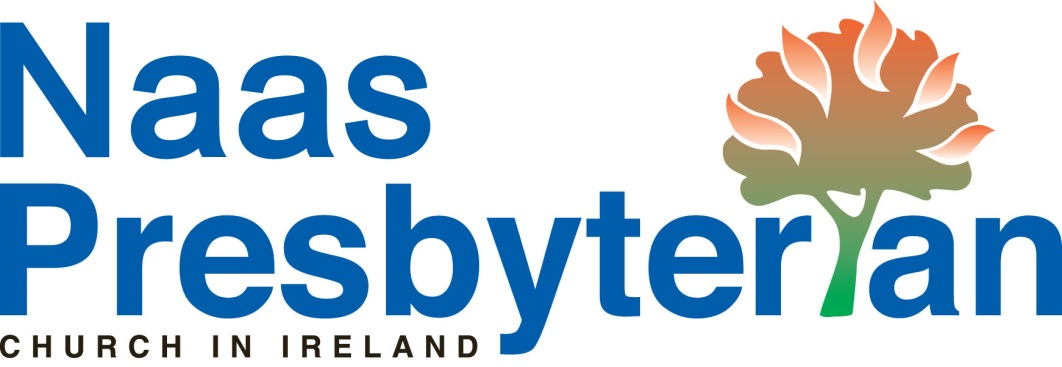 Naas
Presbyterian
CHURCH IN IRELAND